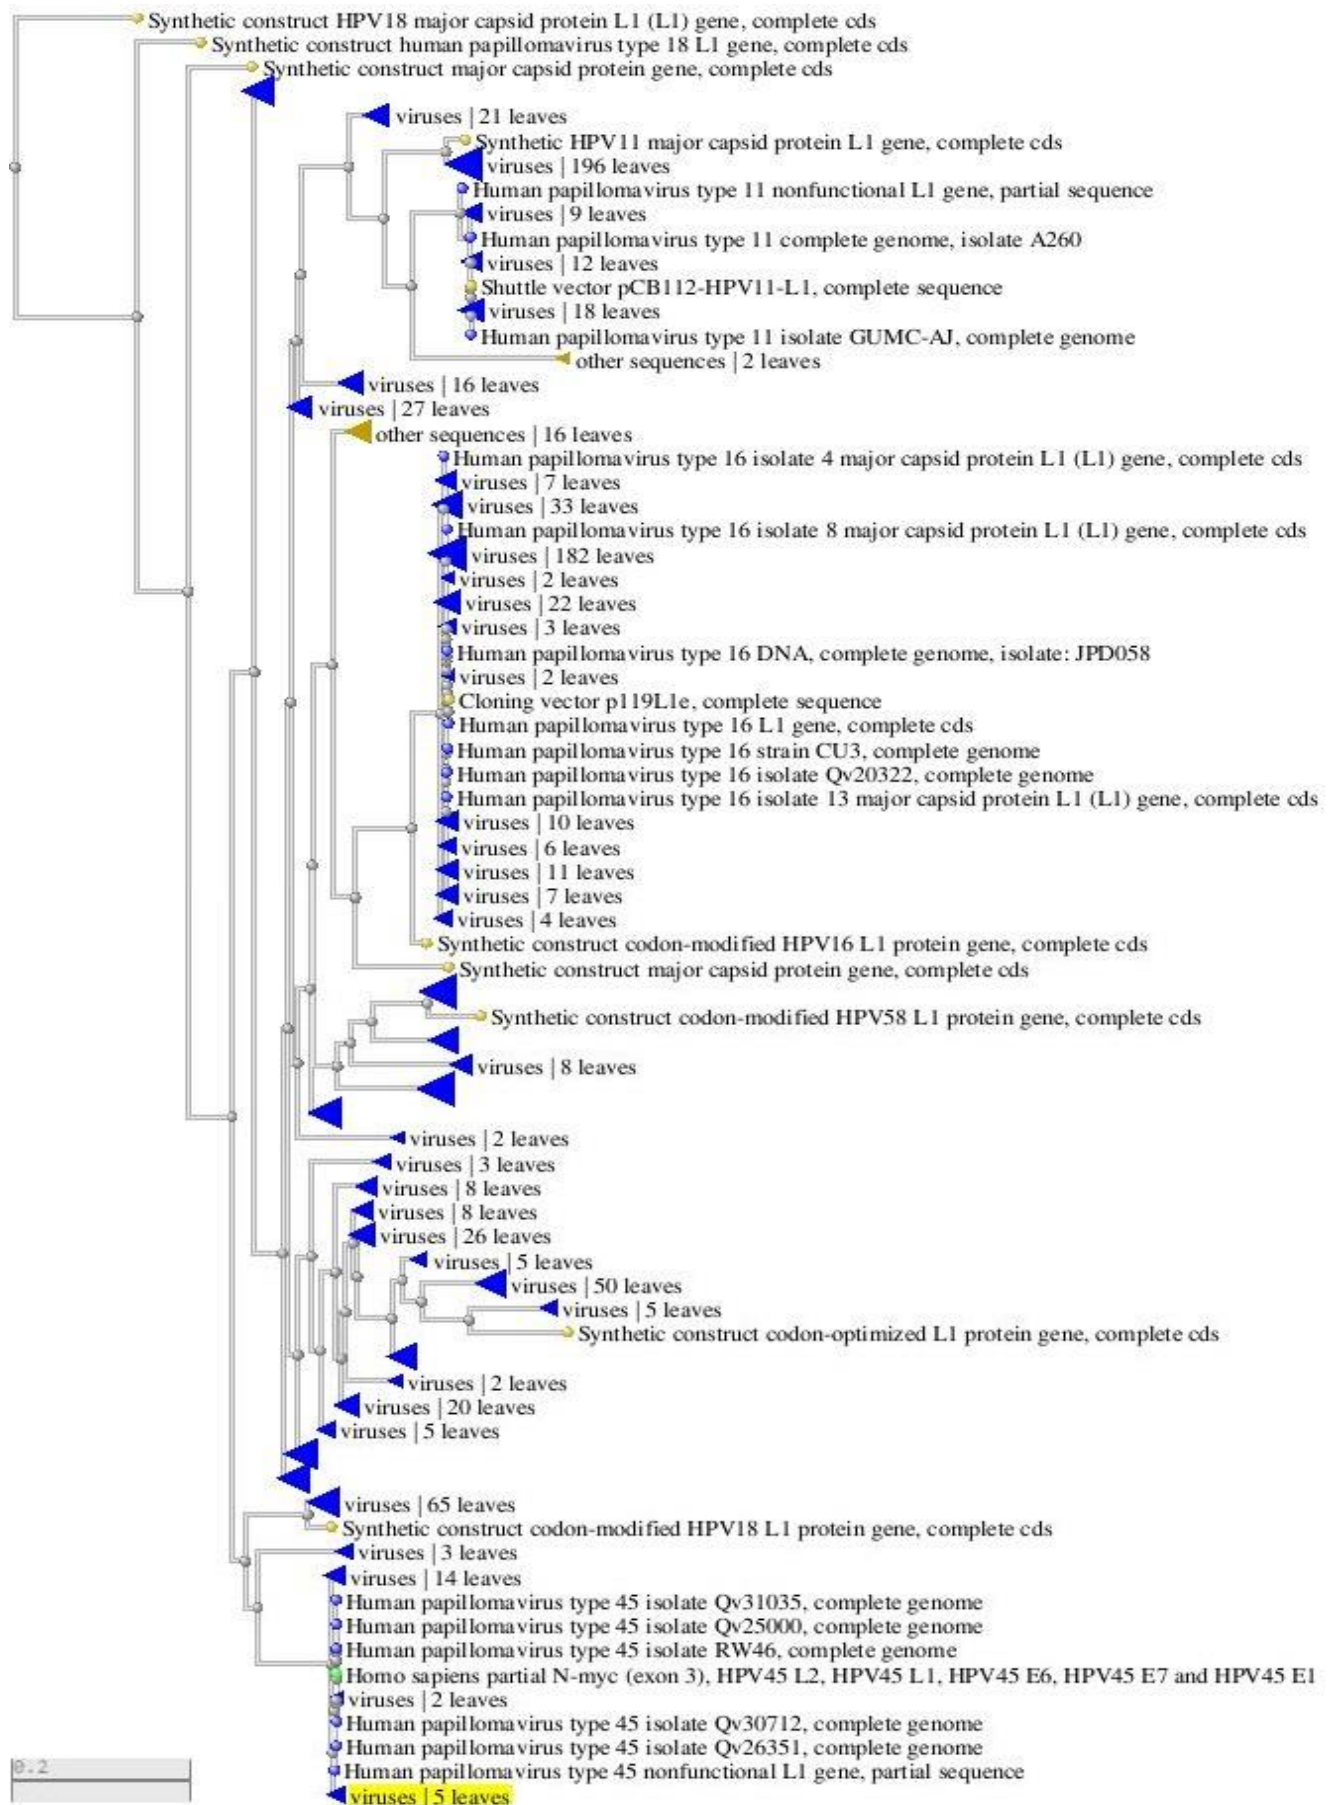 Synthetic construct HPV18 major capsid protein L1 (L1) gene, complete cds
Synthetic construct human papillomavirus type 18 L1 gene, complete cds
Synthetic construct major capsid protein gene, complete cds
viruses | 21 leaves
Synthetic HPV11 major capsid protein L1 gene, complete cds
viruses | 196 leaves
Human papillomavirus type 11 nonfunctional L1 gene, partial sequence
viruses | 9 leaves
Human papillomavirus type 11 complete genome, isolate A260
viruses | 12 leaves
Shuttle vector pCB112-HPV11-L1, complete sequence
viruses | 18 leaves
Human papillomavirus type 11 isolate GUMC-AJ, complete genome
other sequences | 2 leaves
viruses | 16 leaves
viruses | 27 leaves
other sequences | 16 leaves
Human papillomavirus type 16 isolate 4 major capsid protein L1 (L1) gene, complete cds
viruses | 7 leaves
viruses | 33 leaves
Human papillomavirus type 16 isolate 8 major capsid protein L1 (L1) gene, complete cds
viruses | 182 leaves
viruses | 2 leaves
viruses | 22 leaves
viruses | 3 leaves
Human papillomavirus type 16 DNA, complete genome, isolate: JPD058
viruses | 2 leaves
Cloning vector p119L1e, complete sequence
Human papillomavirus type 16 L1 gene, complete cds
Human papillomavirus type 16 strain CU3, complete genome
Human papillomavirus type 16 isolate Qv20322, complete genome
Human papillomavirus type 16 isolate 13 major capsid protein L1 (L1) gene, complete cds
viruses | 10 leaves
viruses | 6 leaves
viruses | 11 leaves
viruses | 7 leaves
viruses | 4 leaves
Synthetic construct codon-modified HPV16 L1 protein gene, complete cds
Synthetic construct major capsid protein gene, complete cds
Synthetic construct codon-modified HPV58 L1 protein gene, complete cds
viruses | 8 leaves
viruses | 2 leaves
viruses | 3 leaves
viruses | 8 leaves
viruses | 8 leaves
viruses | 26 leaves
viruses | 5 leaves
viruses | 50 leaves
viruses | 5 leaves
Synthetic construct codon-optimized L1 protein gene, complete cds
viruses | 2 leaves
viruses | 20 leaves
viruses | 5 leaves
viruses | 65 leaves
Synthetic construct codon-modified HPV18 L1 protein gene, complete cds
viruses | 3 leaves
viruses | 14 leaves
Human papillomavirus type 45 isolate Qv31035, complete genome
Human papillomavirus type 45 isolate Qv25000, complete genome
Human papillomavirus type 45 isolate RW46, complete genome
Homo sapiens partial N-myc (exon 3), HPV45 L2, HPV45 L1, HPV45 E6, HPV45 E7 and HPV45 E1
viruses | 2 leaves
Human papillomavirus type 45 isolate Qv30712, complete genome
Human papillomavirus type 45 isolate Qv26351, complete genome
Human papillomavirus type 45 nonfunctional L1 gene, partial sequence
0.2
viruses | 5 leaves